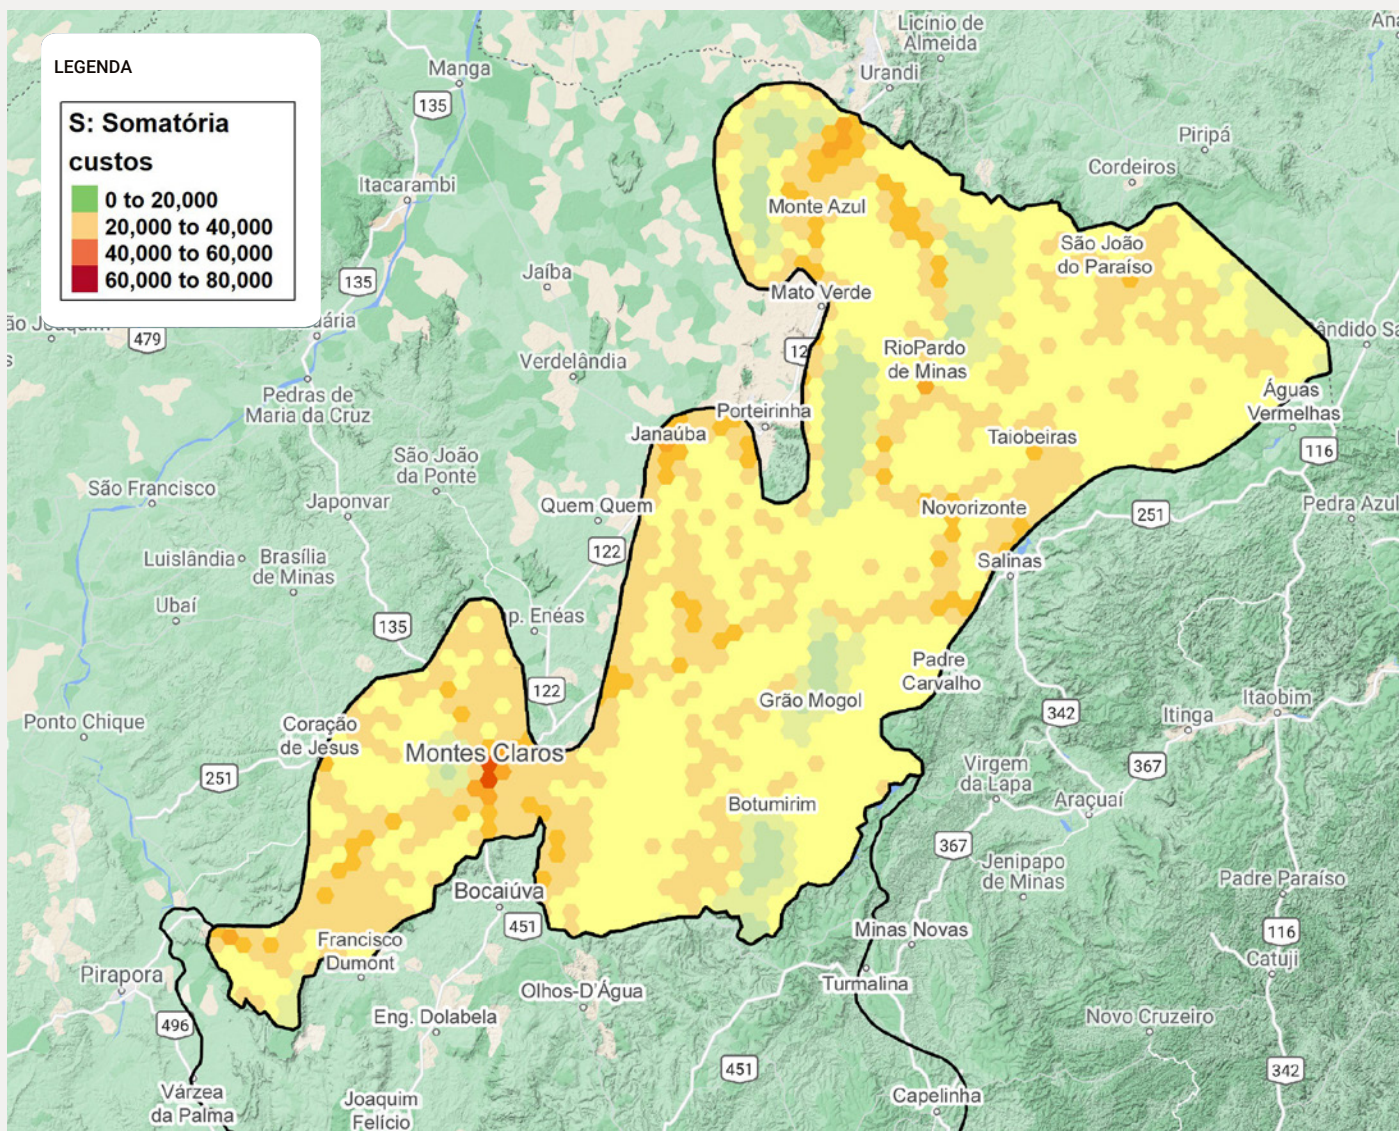 LEGENDA
S: Somatória
custos
0 to 20,000
20,000 to 40,000
40,000 to 60,000
60,000 to 80,000
Licínio de
Almeida
Urandi
Manga
135
Piripá
Cordeiros
Itacarambi
Monte Azul
São João
do Paraíso
Jaíba
135
Mato Verde
479
Verdelândia
RioPardo
de Minas
Pedras de
Maria da Cruz
Águas
Vermelhas
Porteirinha
Janaúba
Taiobeiras
116
São João
da Ponte
São Francisco
Japonvar
Quem Quem
Novorizonte
251
Pedra Azul
122
Luislândia
Brasília
de Minas
Salinas
Ubaí
135
p. Enéas
Padre
Carvalho
122
Grão Mogol
Itaobim
Ponto Chique
Coração
de Jesus
342
Itinga
Montes Claros
251
Virgem
da Lapa
367
Botumirim
Araçuaí
367
Jenipapo
de Minas
Bocaiúva
Padre Paraíso
451
Francisco
Dumont
Minas Novas
116
Catuji
Pirapora
Turmalina
Olhos-D'Água
496
Eng. Dolabela
Novo Cruzeiro
451
342
Várzea
da Palma
Joaquim
Felício
Capelinha